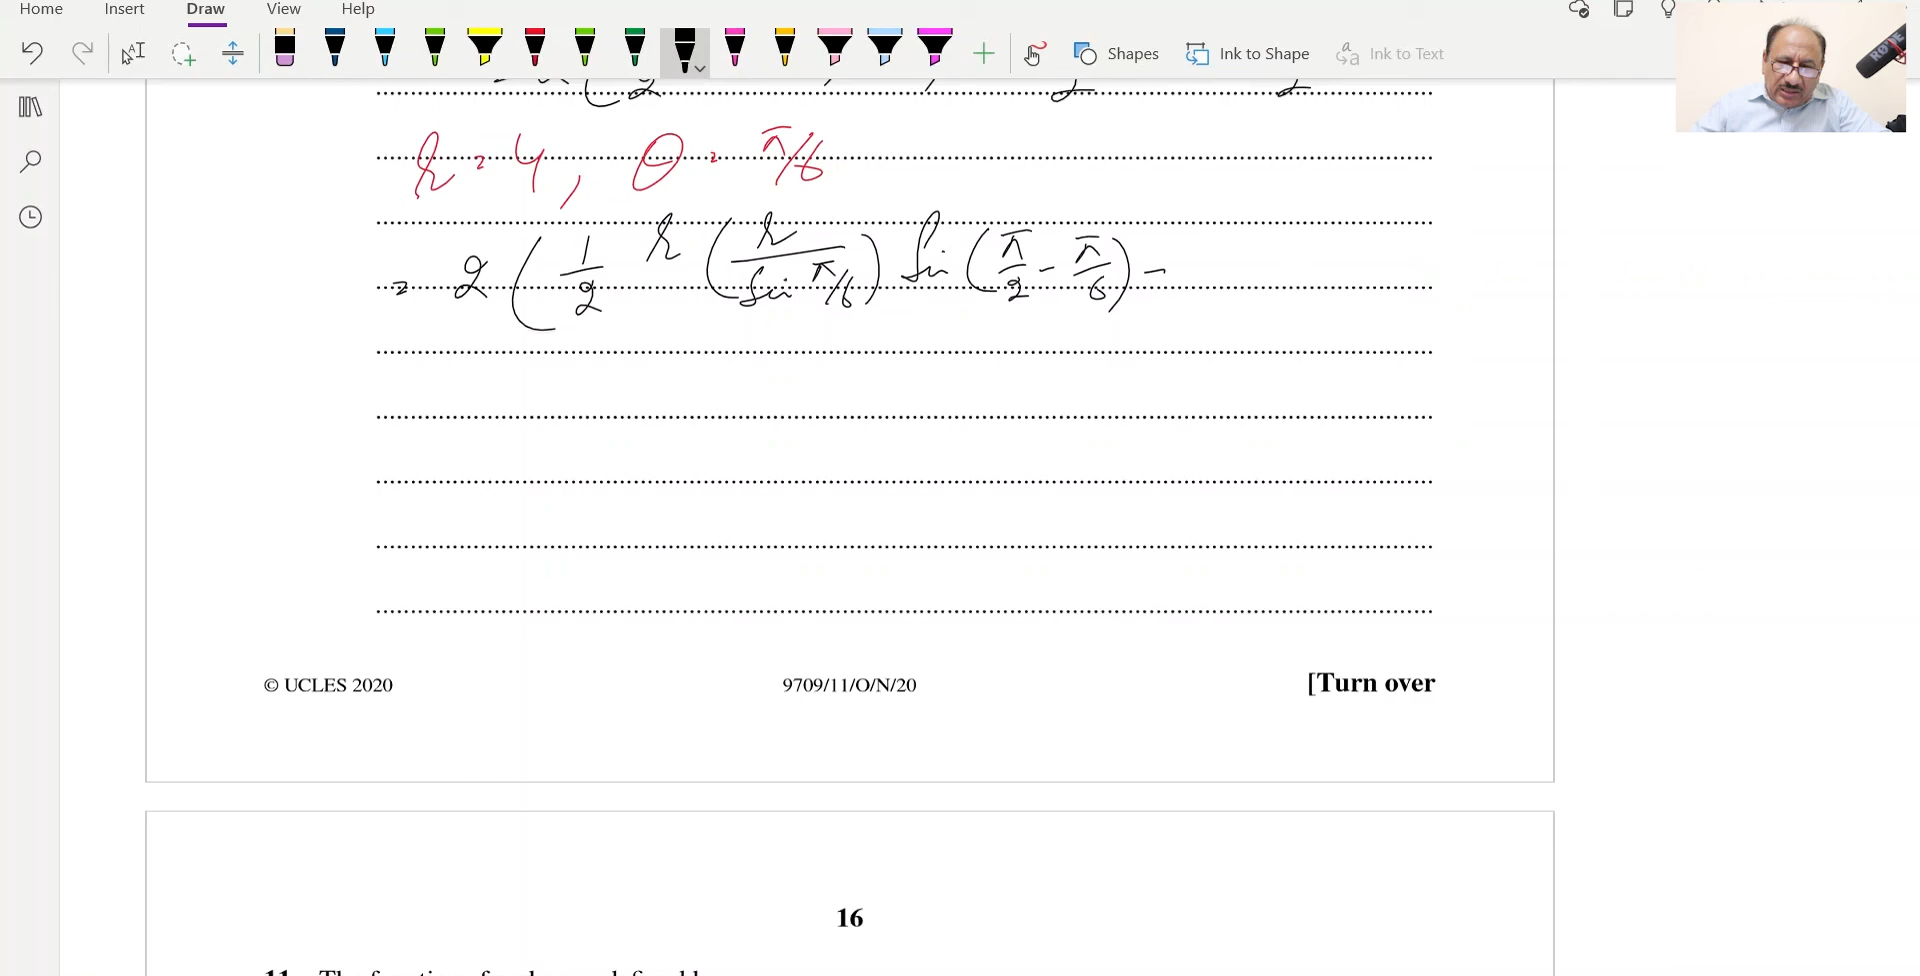 Home Insert Draw View Help
Shapes Ink to Shape Ink to Text
r = 4, θ = π/6
= 2 ( 1/2 r ( r / sin π/6 ) sin ( π/2 - π/6 ) -
© UCLES 2020 9709/11/O/N/20 [Turn over
16
RØDE